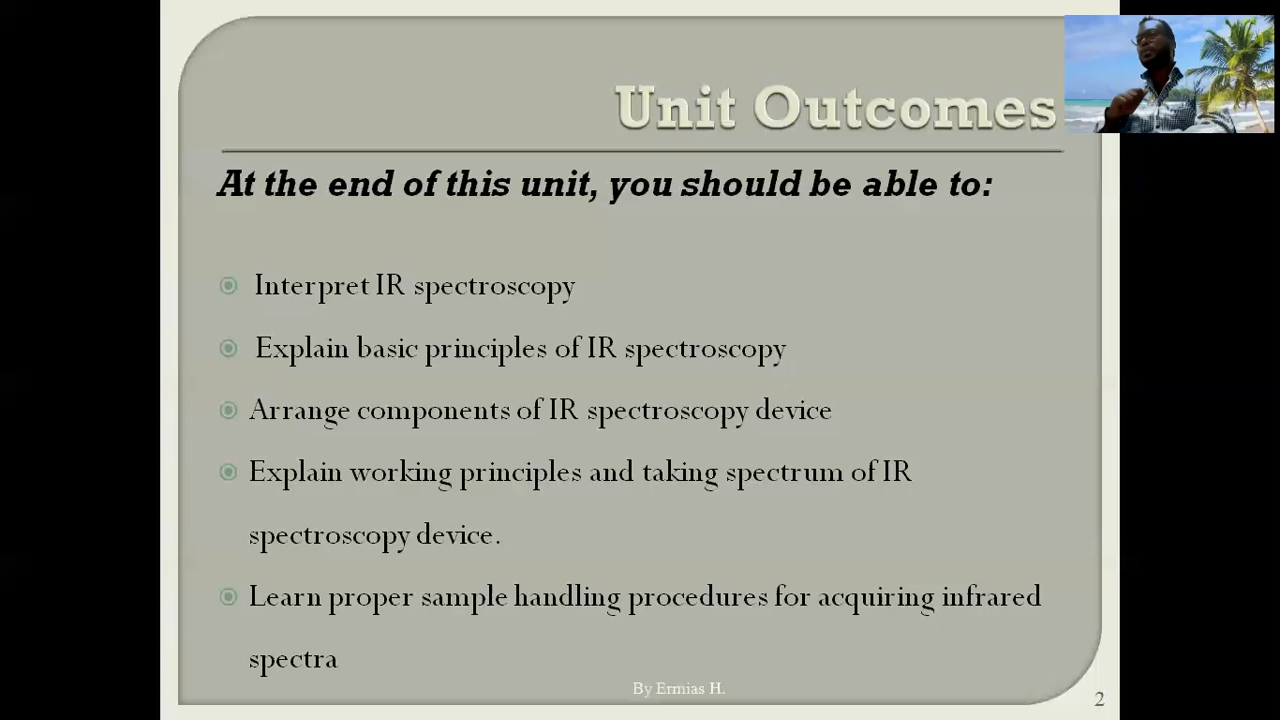 Unit Outcomes
At the end of this unit, you should be able to:
Interpret IR spectroscopy
Explain basic principles of IR spectroscopy
Arrange components of IR spectroscopy device
Explain working principles and taking spectrum of IR
spectroscopy device.
Learn proper sample handling procedures for acquiring infrared
spectra
By Ermias H.
2